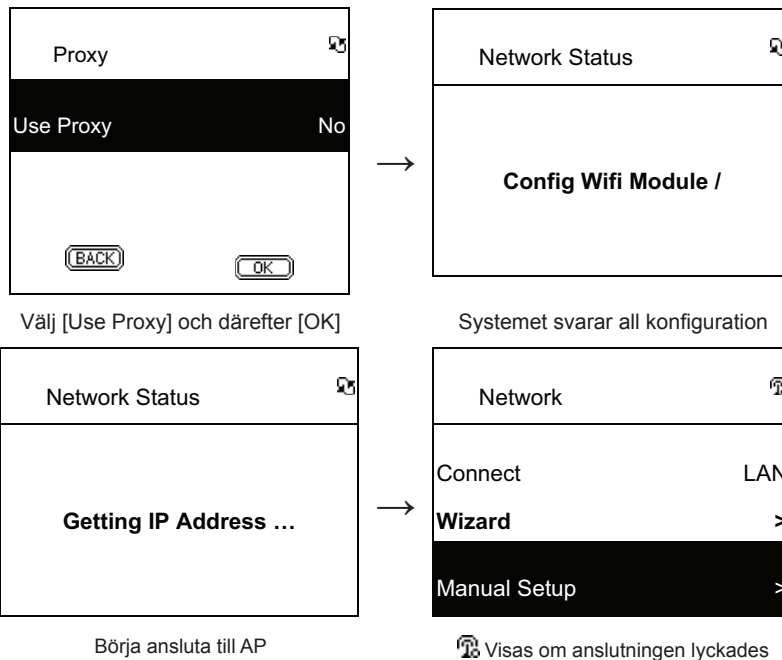 Proxy
Use Proxy No
BACK
OK
→
Network Status
Config Wifi Module /
Välj [Use Proxy] och därefter [OK]
Systemet svarar all konfiguration
Network Status
Getting IP Address …
→
Network
Connect LAN
Wizard >
Manual Setup >
Börja ansluta till AP
Visas om anslutningen lyckades